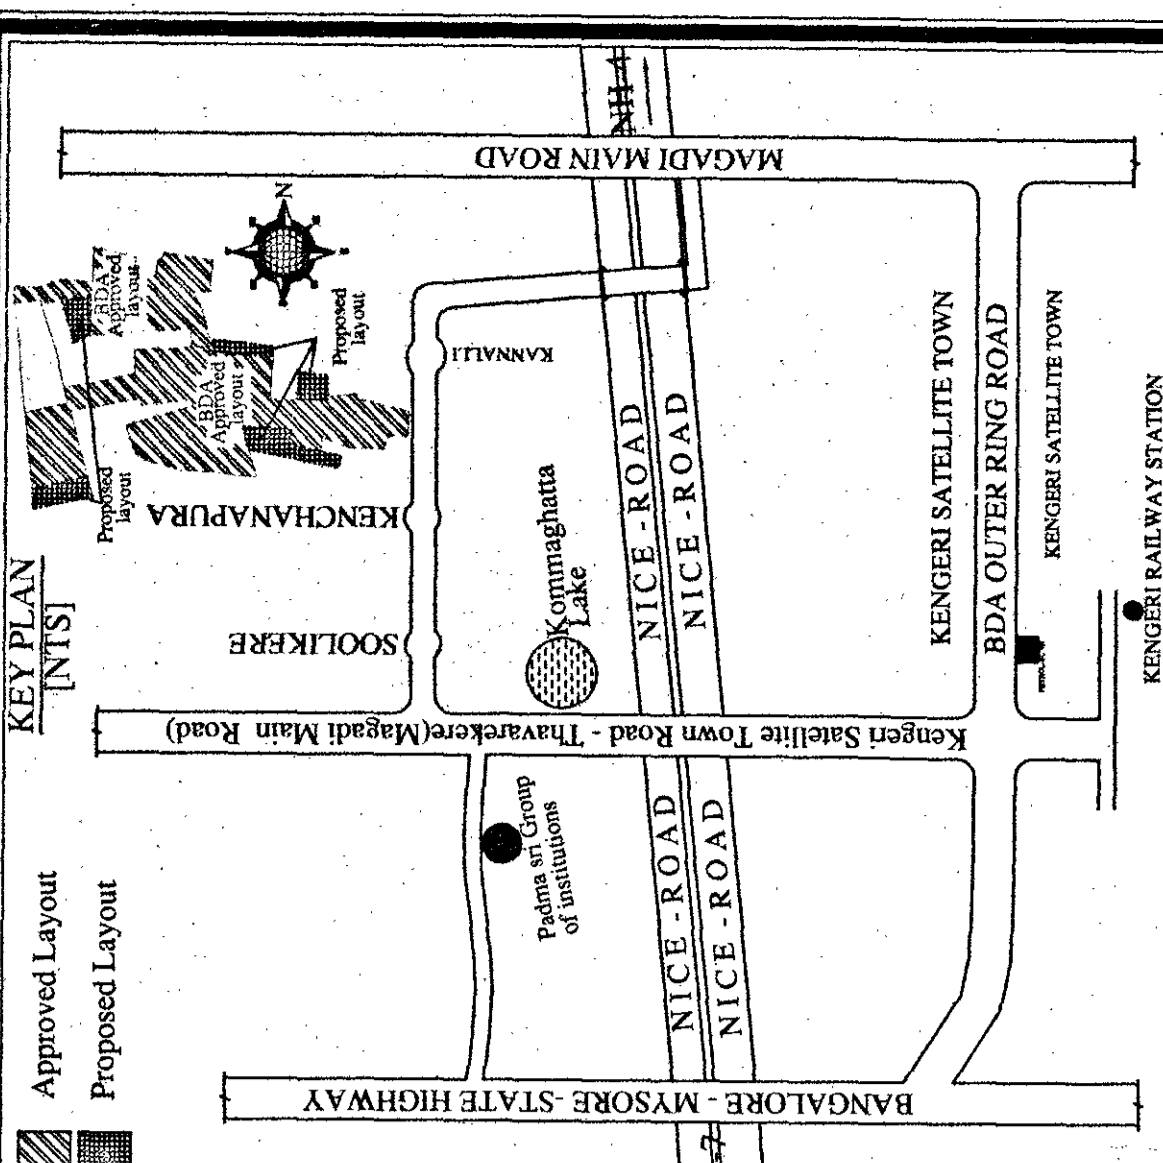 KEY PLAN
[NTS]
Approved Layout
Proposed Layout
NH 4
MAGADI MAIN ROAD
N
BDA
Approved
layout
BDA
Approved
layout
Proposed
layout
Proposed
layout
KANNALLI
KENCHANAPURA
SOOLIKERE
Kommaghatta
Lake
NICE - ROAD
NICE - ROAD
KENGERI SATELLITE TOWN
BDA OUTER RING ROAD
KENGERI SATELLITE TOWN
KENGERI RAILWAY STATION
Kengeri Satellite Town Road - Thavarekere(Magadi Main Road)
Padma sri Group
of institutions
NICE - ROAD
NICE - ROAD
BANGALORE - MYSORE - STATE HIGHWAY